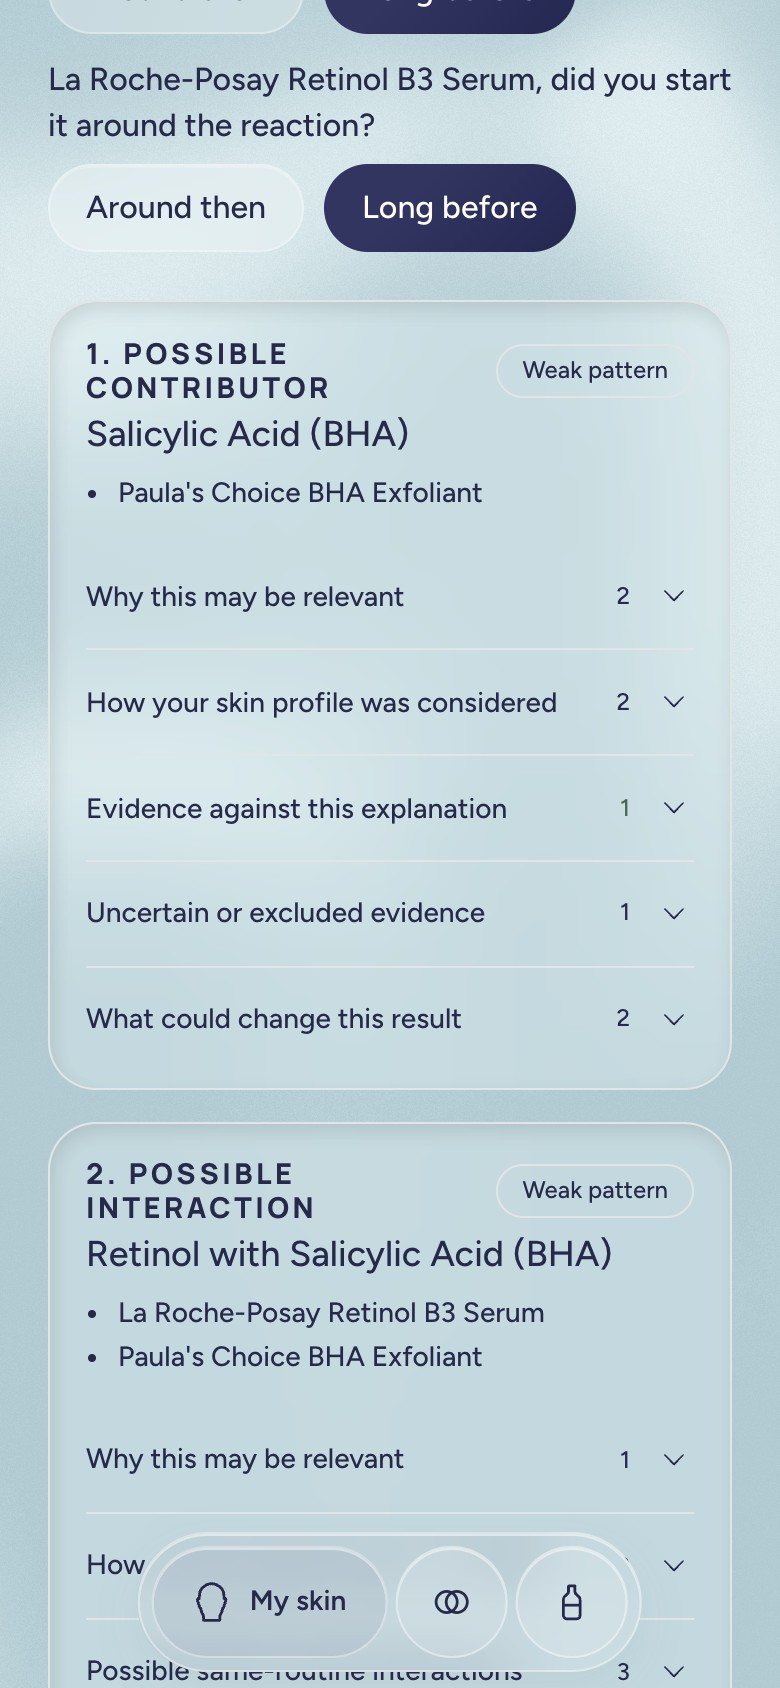 La Roche-Posay Retinol B3 Serum, did you start
it around the reaction?
Around then
Long before
1. POSSIBLE
CONTRIBUTOR
Weak pattern
Salicylic Acid (BHA)
• Paula's Choice BHA Exfoliant
Why this may be relevant 2
How your skin profile was considered 2
Evidence against this explanation 1
Uncertain or excluded evidence 1
What could change this result 2
2. POSSIBLE
INTERACTION
Weak pattern
Retinol with Salicylic Acid (BHA)
• La Roche-Posay Retinol B3 Serum
• Paula's Choice BHA Exfoliant
Why this may be relevant 1
How
My skin
Possible same-routine interactions 3